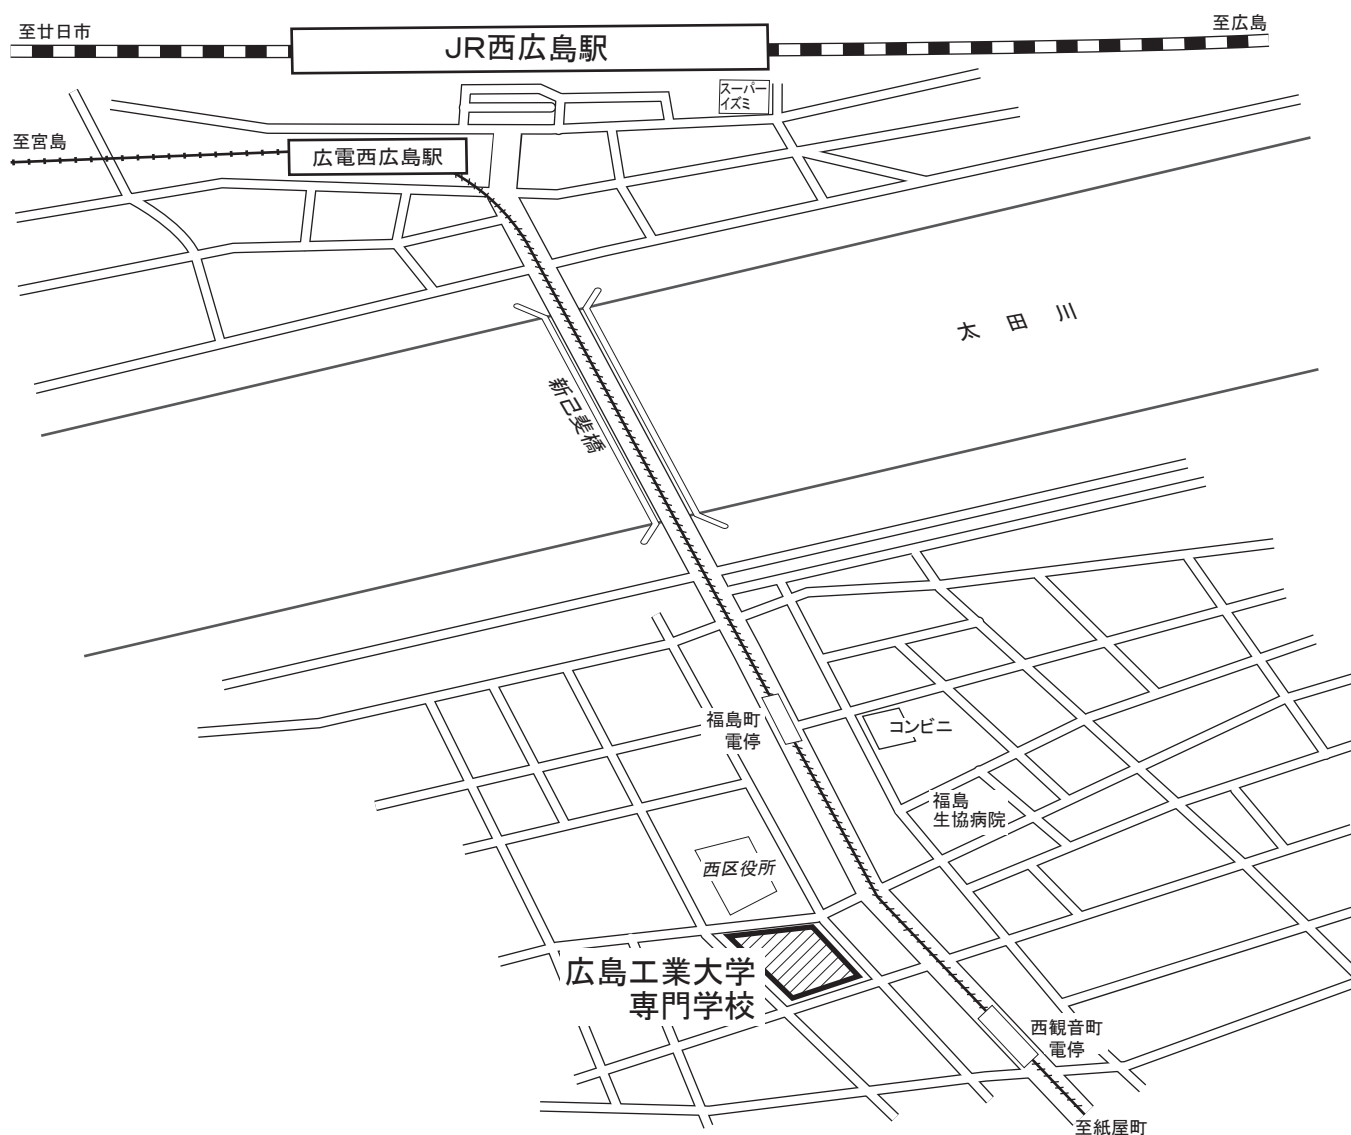 至廿日市
至広島
JR西広島駅
スーパー
イズミ
至宮島
広電西広島駅
太田川
新己斐橋
福島町
電停
コンビニ
福島
生協病院
西区役所
広島工業大学
専門学校
西観音町
電停
至紙屋町